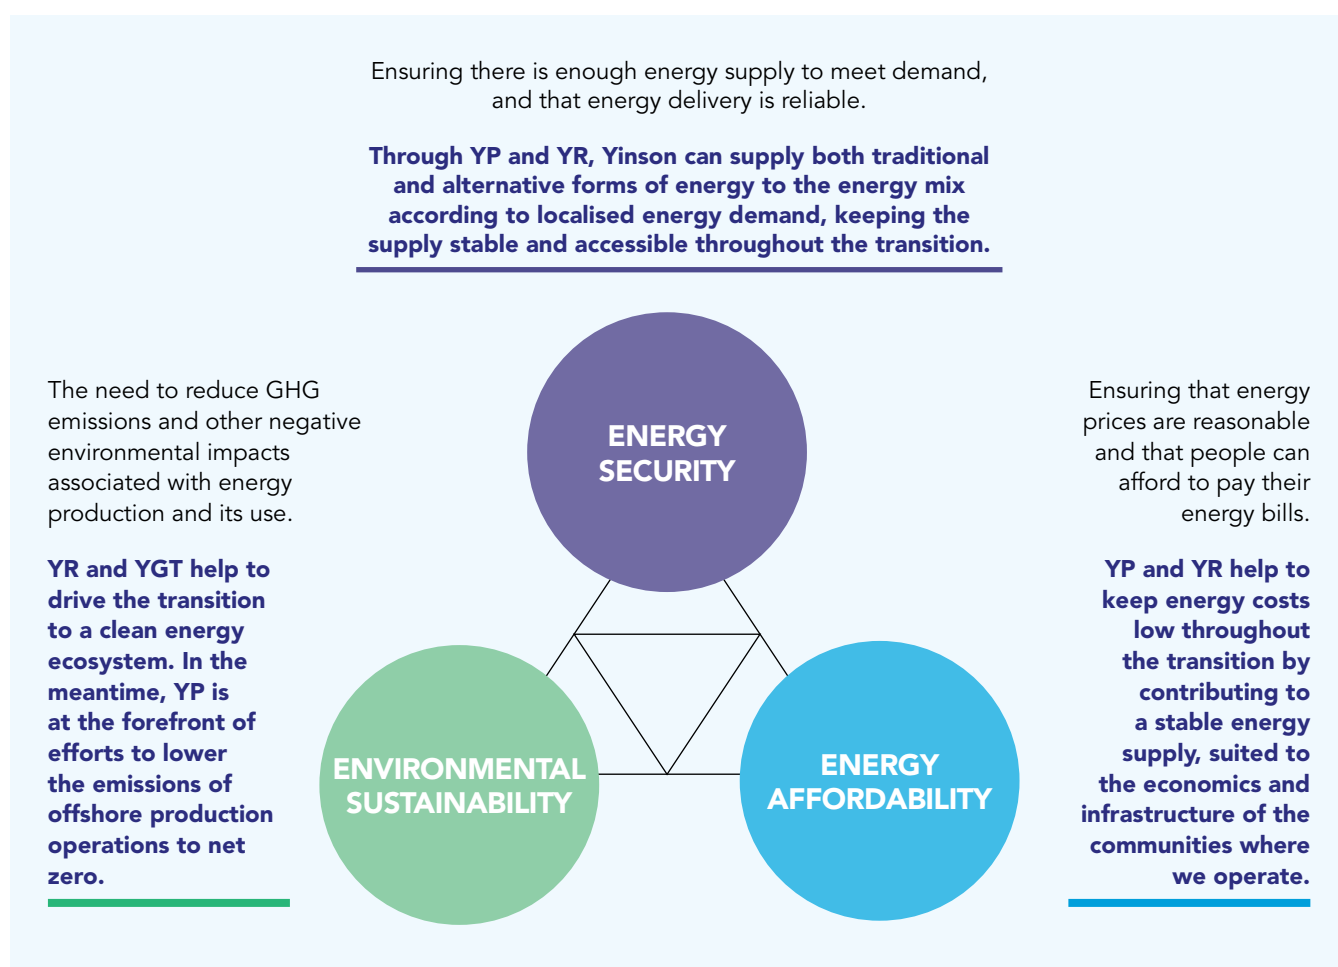 Ensuring there is enough energy supply to meet demand,
and that energy delivery is reliable.
Through YP and YR, Yinson can supply both traditional
and alternative forms of energy to the energy mix
according to localised energy demand, keeping the
supply stable and accessible throughout the transition.
ENERGY
SECURITY
The need to reduce GHG
emissions and other negative
environmental impacts
associated with energy
production and its use.
YR and YGT help to
drive the transition
to a clean energy
ecosystem. In the
meantime, YP is
at the forefront of
efforts to lower
the emissions of
offshore production
operations to net
zero.
ENVIRONMENTAL
SUSTAINABILITY
ENERGY
AFFORDABILITY
Ensuring that energy
prices are reasonable
and that people can
afford to pay their
energy bills.
YP and YR help to
keep energy costs
low throughout
the transition by
contributing to
a stable energy
supply, suited to
the economics and
infrastructure of the
communities where
we operate.